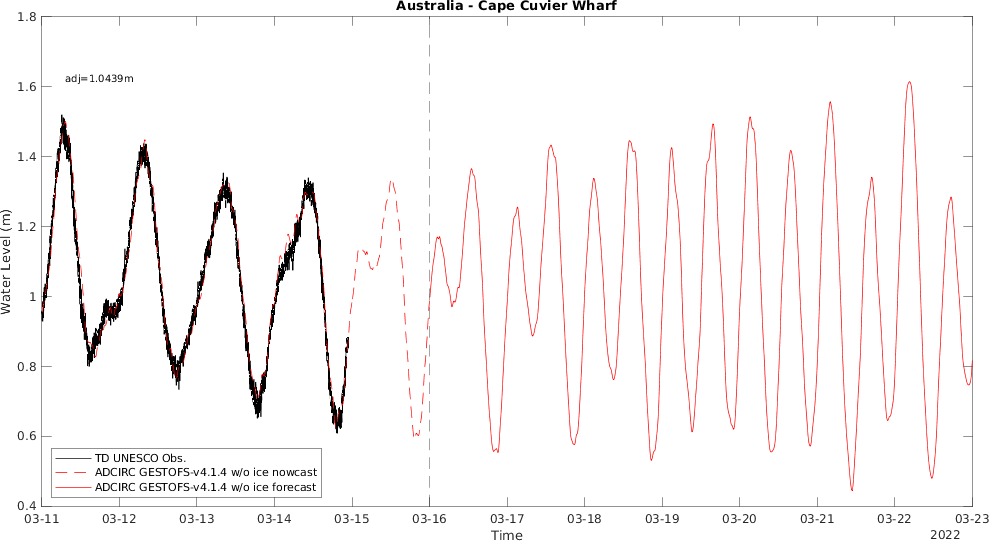 Australia - Cape Cuvier Wharf
1.8
1.6
1.4
1.2
1
0.8
0.6
0.4
Water Level (m)
adj=1.0439m
TD UNESCO Obs.
ADCIRC GESTOFS-v4.1.4 w/o ice nowcast
ADCIRC GESTOFS-v4.1.4 w/o ice forecast
03-11 03-12 03-13 03-14 03-15 03-16 03-17 03-18 03-19 03-20 03-21 03-22 03-23
Time
2022